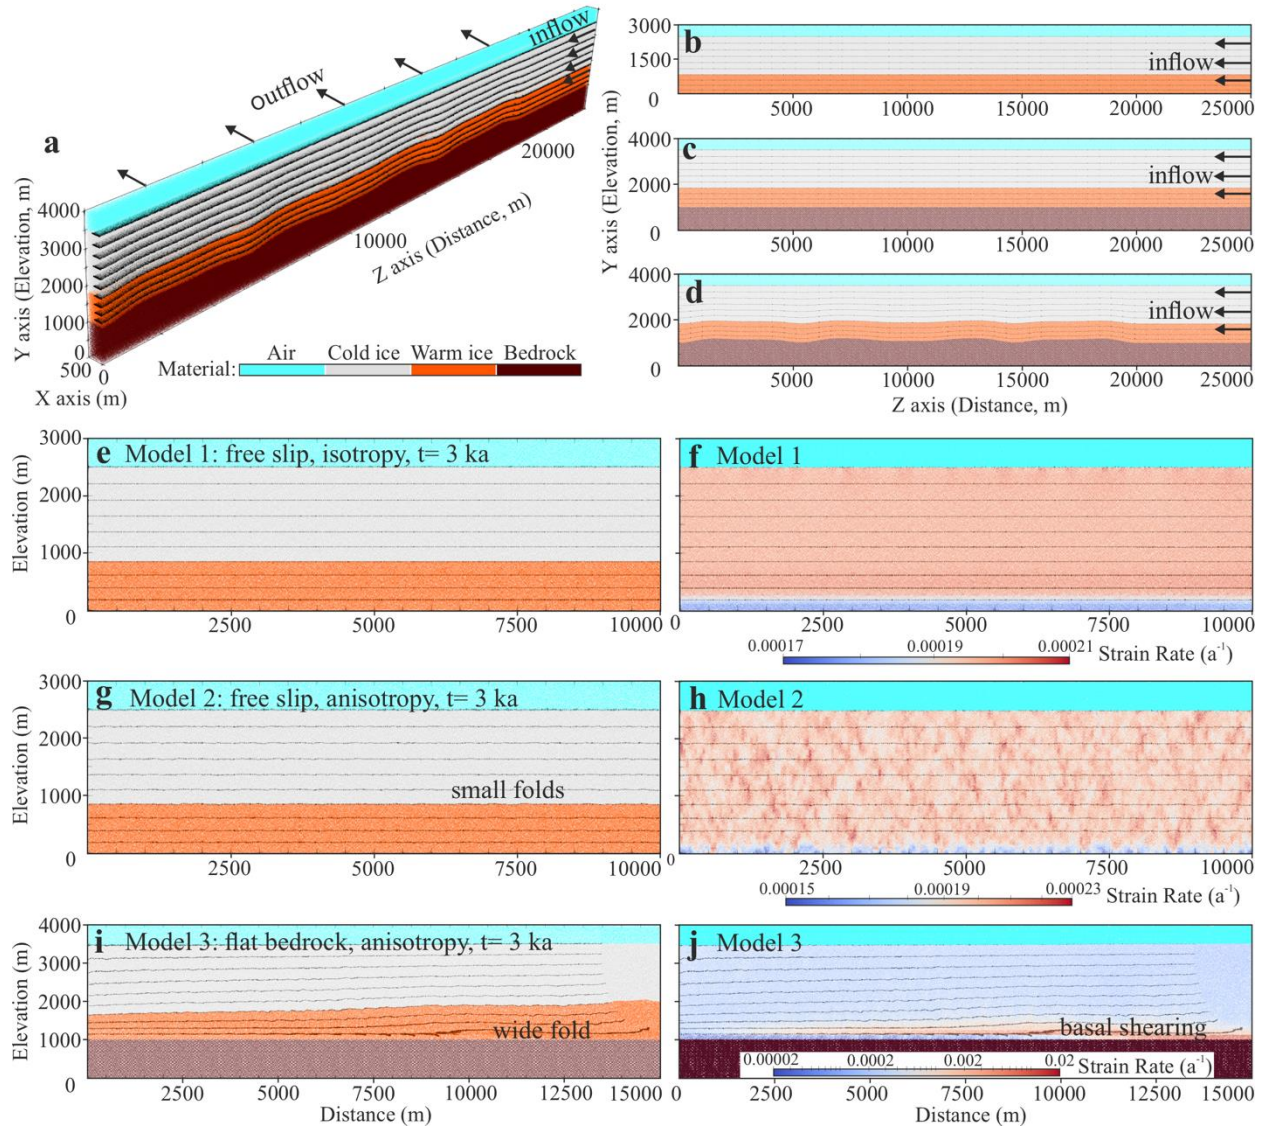 a
Outflow
inflow
Y axis (Elevation, m)
4000
3000
2000
1000
0
500
0
X axis (m)
10000
20000
Z axis (Distance, m)
Material:
Air
Cold ice
Warm ice
Bedrock
b
3000
1500
0
inflow
5000 10000 15000 20000 25000
Y axis (Elevation, m)
c
4000
2000
0
inflow
5000 10000 15000 20000 25000
d
4000
2000
0
inflow
5000 10000 15000 20000 25000
Z axis (Distance, m)
e Model 1: free slip, isotropy, t= 3 ka
Elevation (m)
3000
2000
1000
0
2500 5000 7500 10000
f Model 1
0 2500 5000 7500 10000
0.00017 0.00019 0.00021 Strain Rate (a⁻¹)
g Model 2: free slip, anisotropy, t= 3 ka
Elevation (m)
3000
2000
1000
0
small folds
2500 5000 7500 10000
h Model 2
0 2500 5000 7500 10000
0.00015 0.00019 0.00023 Strain Rate (a⁻¹)
i Model 3: flat bedrock, anisotropy, t= 3 ka
Elevation (m)
4000
3000
2000
1000
0
wide fold
2500 5000 7500 10000 12500 15000
Distance (m)
j Model 3
basal shearing
0.00002 0.0002 0.002 0.02 Strain Rate (a⁻¹)
0 2500 5000 7500 10000 12500 15000
Distance (m)